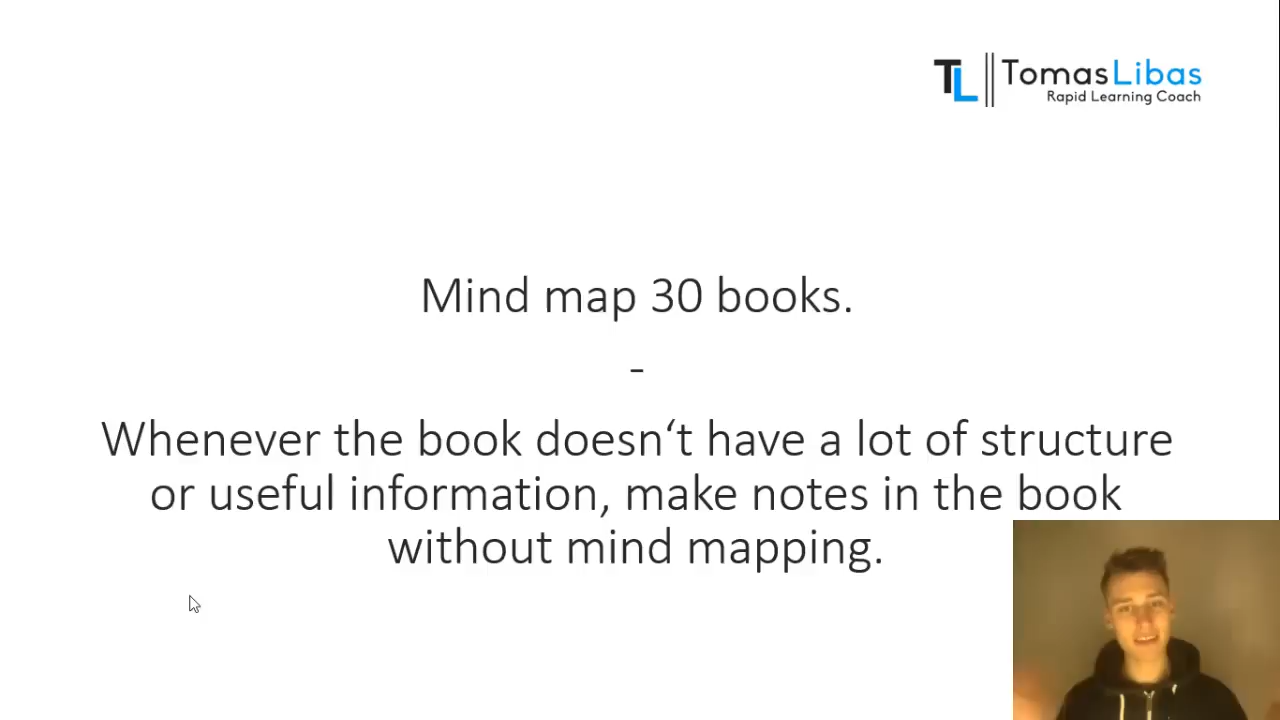 TL TomasLibas
Rapid Learning Coach
Mind map 30 books.
-
Whenever the book doesn‘t have a lot of structure
or useful information, make notes in the book
without mind mapping.